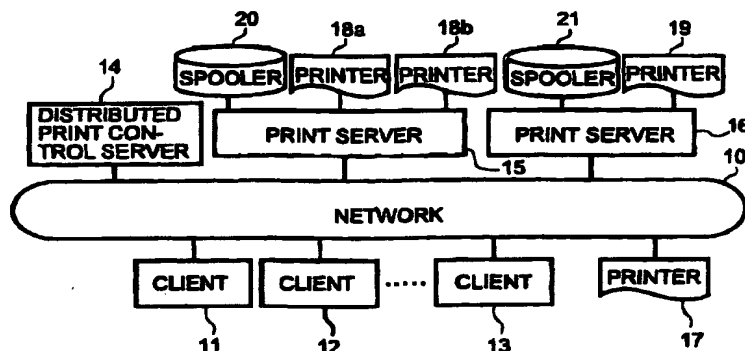 20
18a
18b
21
19
14
SPOOLER
PRINTER
PRINTER
SPOOLER
PRINTER
DISTRIBUTED
PRINT CON-
TROL SERVER
PRINT SERVER
PRINT SERVER
16
15
10
NETWORK
CLIENT
CLIENT
.....
CLIENT
PRINTER
11
12
13
17